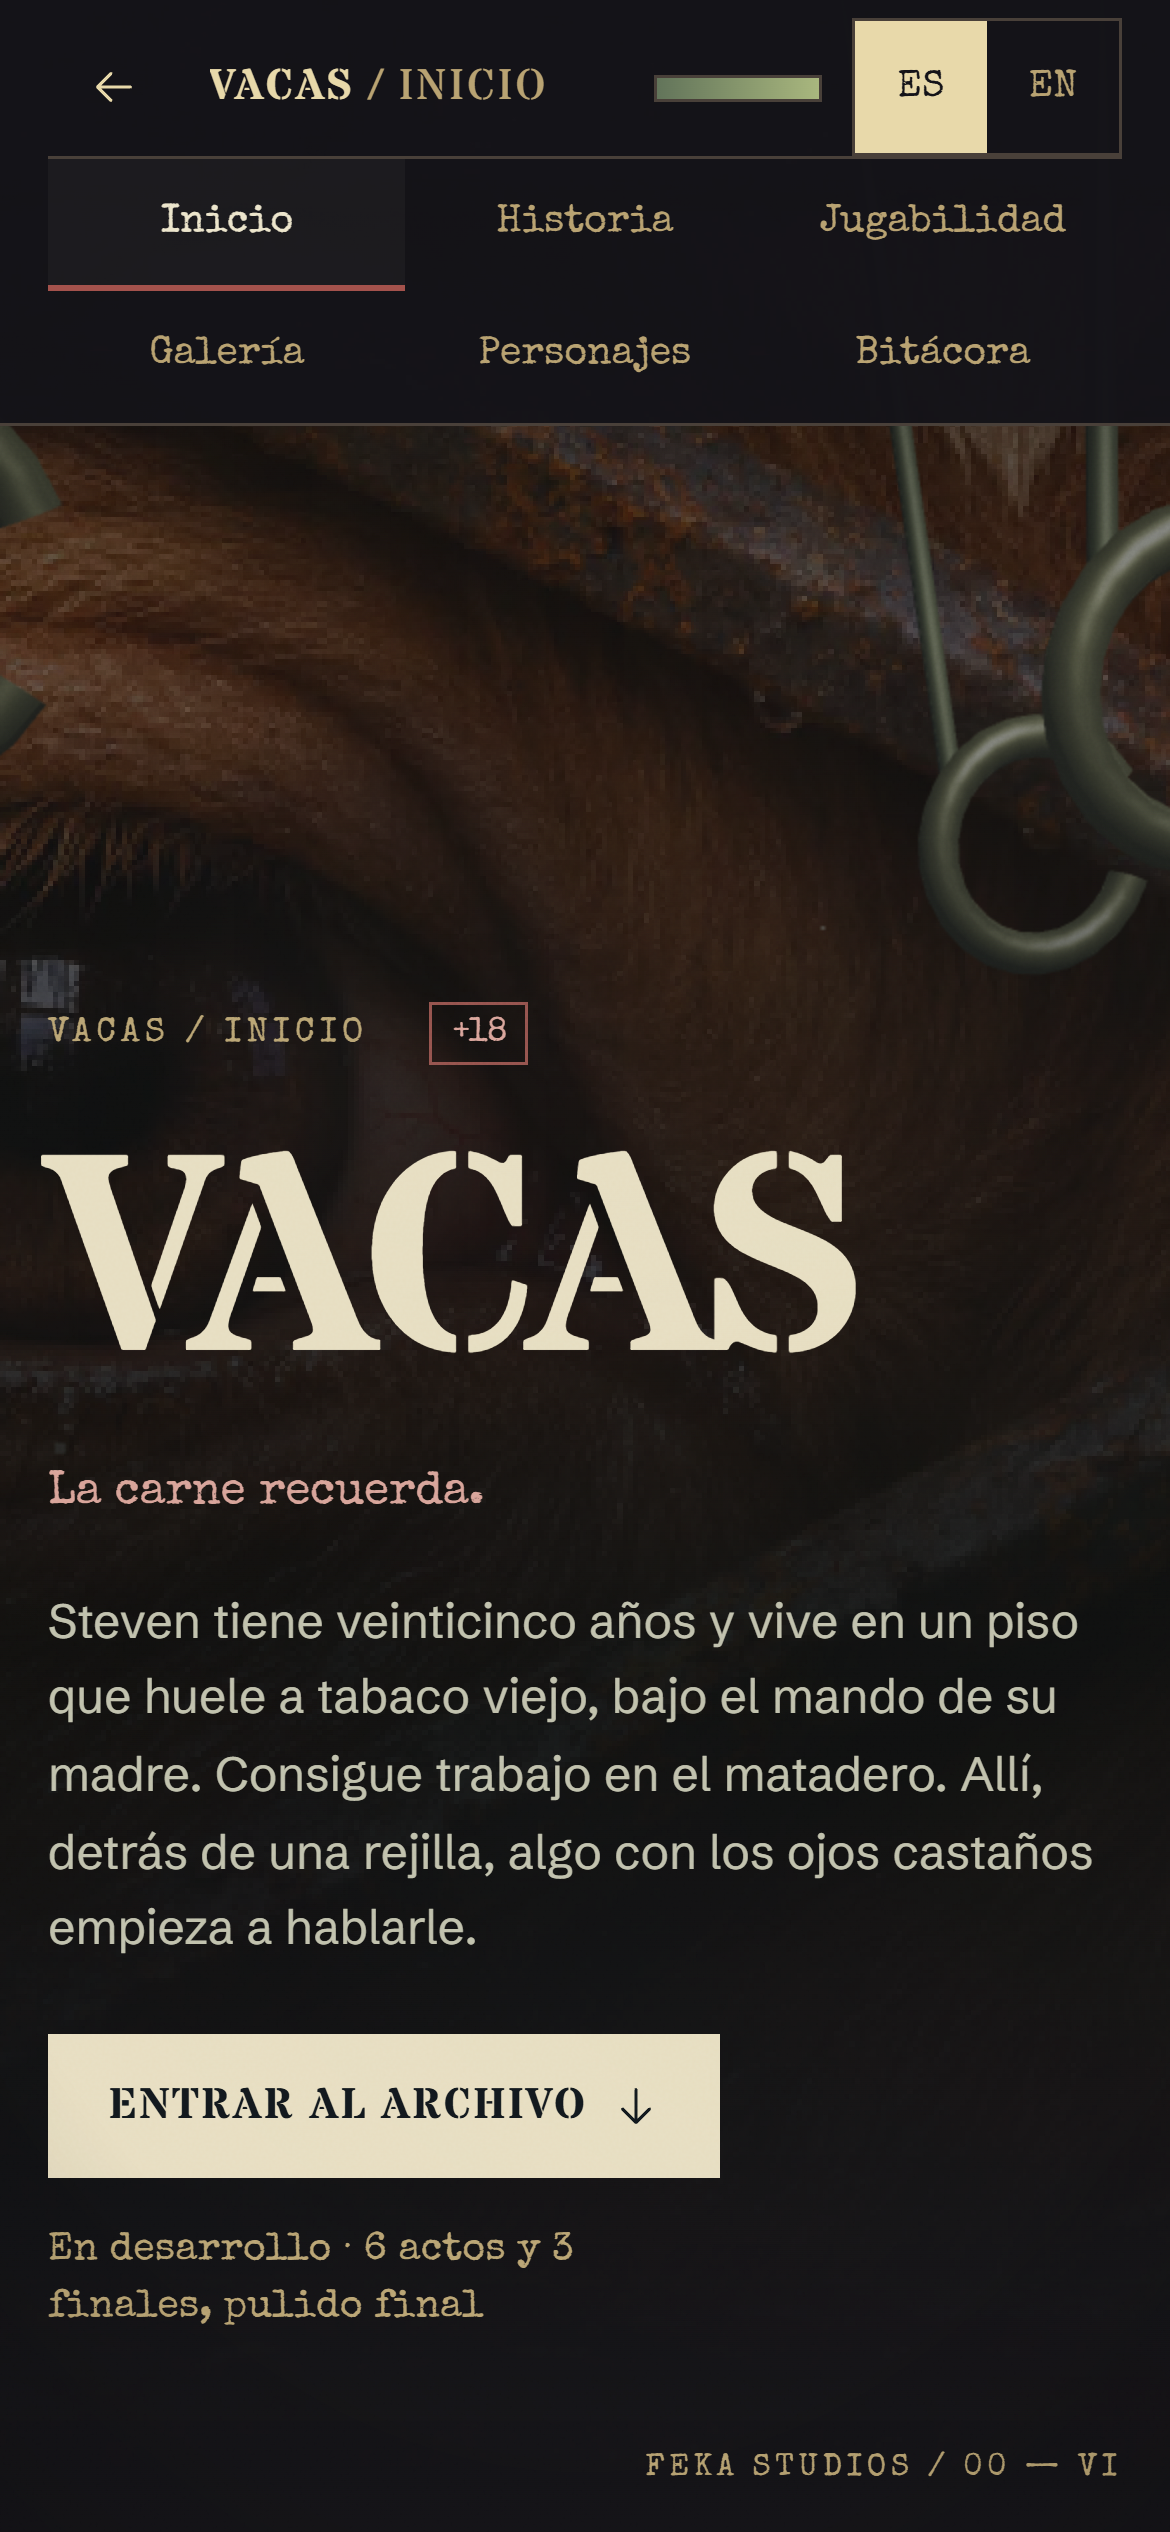 VACAS / INICIO
ES EN
Inicio Historia Jugabilidad
Galería Personajes Bitácora
VACAS / INICIO +18
VACAS
La carne recuerda.
Steven tiene veinticinco años y vive en un piso
que huele a tabaco viejo, bajo el mando de su
madre. Consigue trabajo en el matadero. Allí,
detrás de una rejilla, algo con los ojos castaños
empieza a hablarle.
ENTRAR AL ARCHIVO
En desarrollo · 6 actos y 3
finales, pulido final
FEKA STUDIOS / 00 — VI